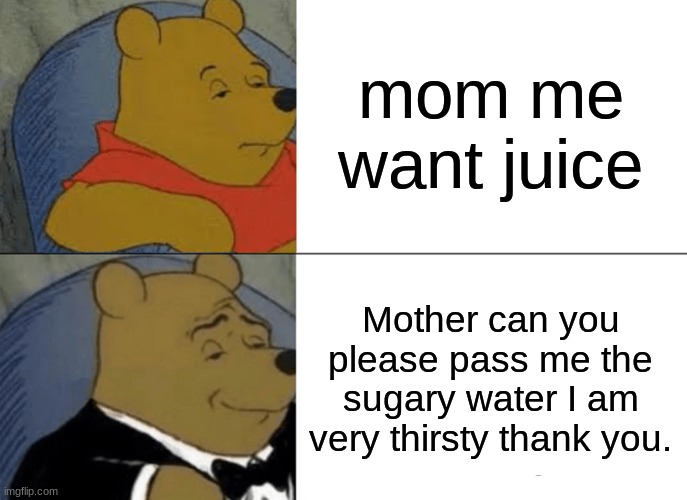 mom me
want juice
Mother can you
please pass me the
sugary water I am
very thirsty thank you.
imgflip.com